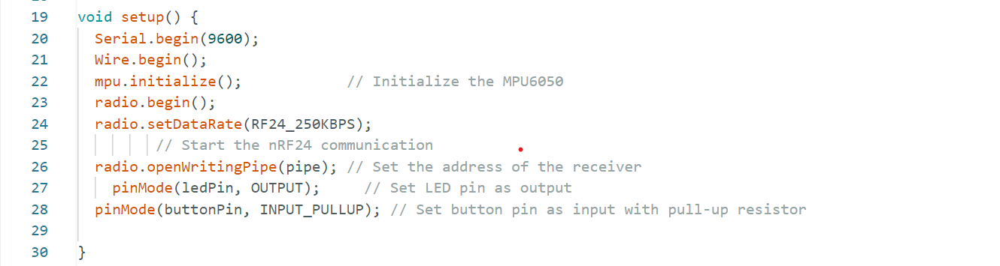 19 void setup() {
20   Serial.begin(9600);
21   Wire.begin();
22   mpu.initialize();            // Initialize the MPU6050
23   radio.begin();
24   radio.setDataRate(RF24_250KBPS);
25          // Start the nRF24 communication
26   radio.openWritingPipe(pipe); // Set the address of the receiver
27     pinMode(ledPin, OUTPUT);     // Set LED pin as output
28   pinMode(buttonPin, INPUT_PULLUP); // Set button pin as input with pull-up resistor
29
30 }